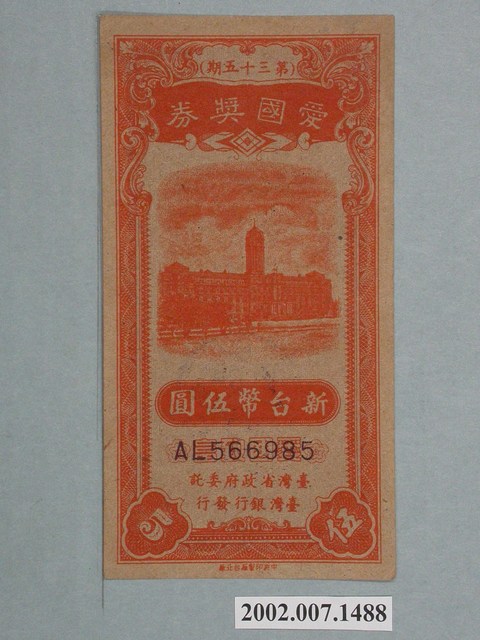 (第三十五期)
愛國獎券
新台幣伍圓
AL566985
臺灣省政府委託
臺灣銀行發行
5
伍
2002.007.1488